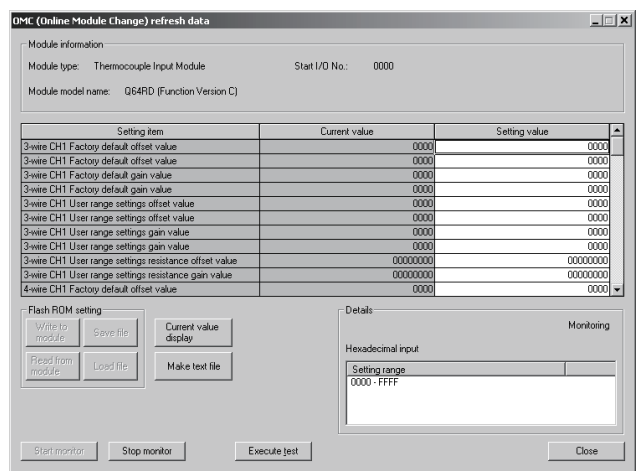 OMC (Online Module Change) refresh data
Module information
Module type: Thermocouple Input Module Start I/O No.: 0000
Module model name: Q64RD (Function Version C)
Setting item Current value Setting value
3-wire CH1 Factory default offset value 0000 0000
3-wire CH1 Factory default offset value 0000 0000
3-wire CH1 Factory default gain value 0000 0000
3-wire CH1 Factory default gain value 0000 0000
3-wire CH1 User range settings offset value 0000 0000
3-wire CH1 User range settings offset value 0000 0000
3-wire CH1 User range settings gain value 0000 0000
3-wire CH1 User range settings gain value 0000 0000
3-wire CH1 User range settings resistance offset value 00000000 00000000
3-wire CH1 User range settings resistance gain value 00000000 00000000
4-wire CH1 Factory default offset value 0000 0000
Flash ROM setting
Write to module
Save file
Current value display
Read from module
Load file
Make text file
Details
Monitoring
Hexadecimal input
Setting range
0000 - FFFF
Start monitor Stop monitor Execute test Close